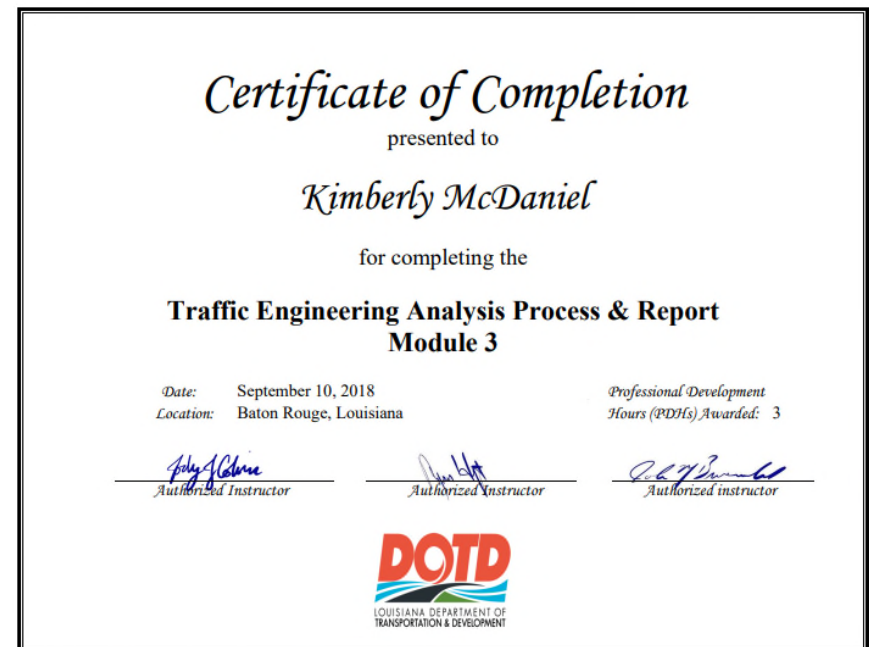 Certificate of Completion
presented to
Kimberly McDaniel
for completing the
Traffic Engineering Analysis Process & Report
Module 3
Date: September 10, 2018
Location: Baton Rouge, Louisiana
Professional Development
Hours (PDHs) Awarded: 3
Authorized Instructor
Authorized Instructor
Authorized instructor
DOTD
LOUISIANA DEPARTMENT OF
TRANSPORTATION & DEVELOPMENT